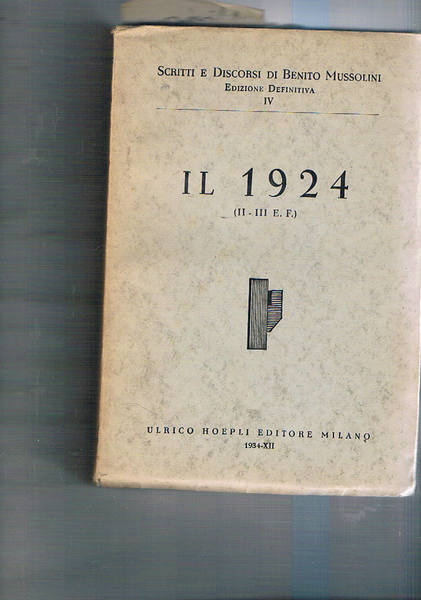 SCRITTI E DISCORSI DI BENITO MUSSOLINI
EDIZIONE DEFINITIVA
IV
IL 1924
(II - III E. F.)
ULRICO HOEPLI EDITORE MILANO
1934-XII